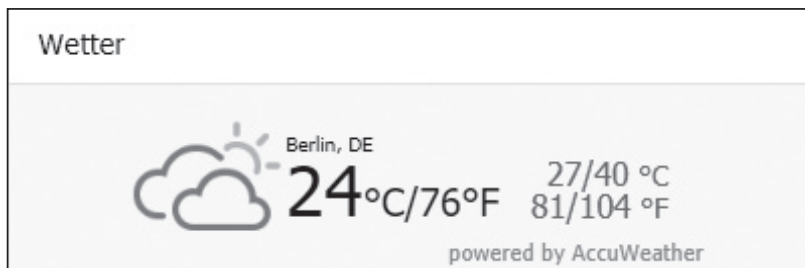 Wetter
Berlin, DE
24°C/76°F
27/40 °C
81/104 °F
powered by AccuWeather